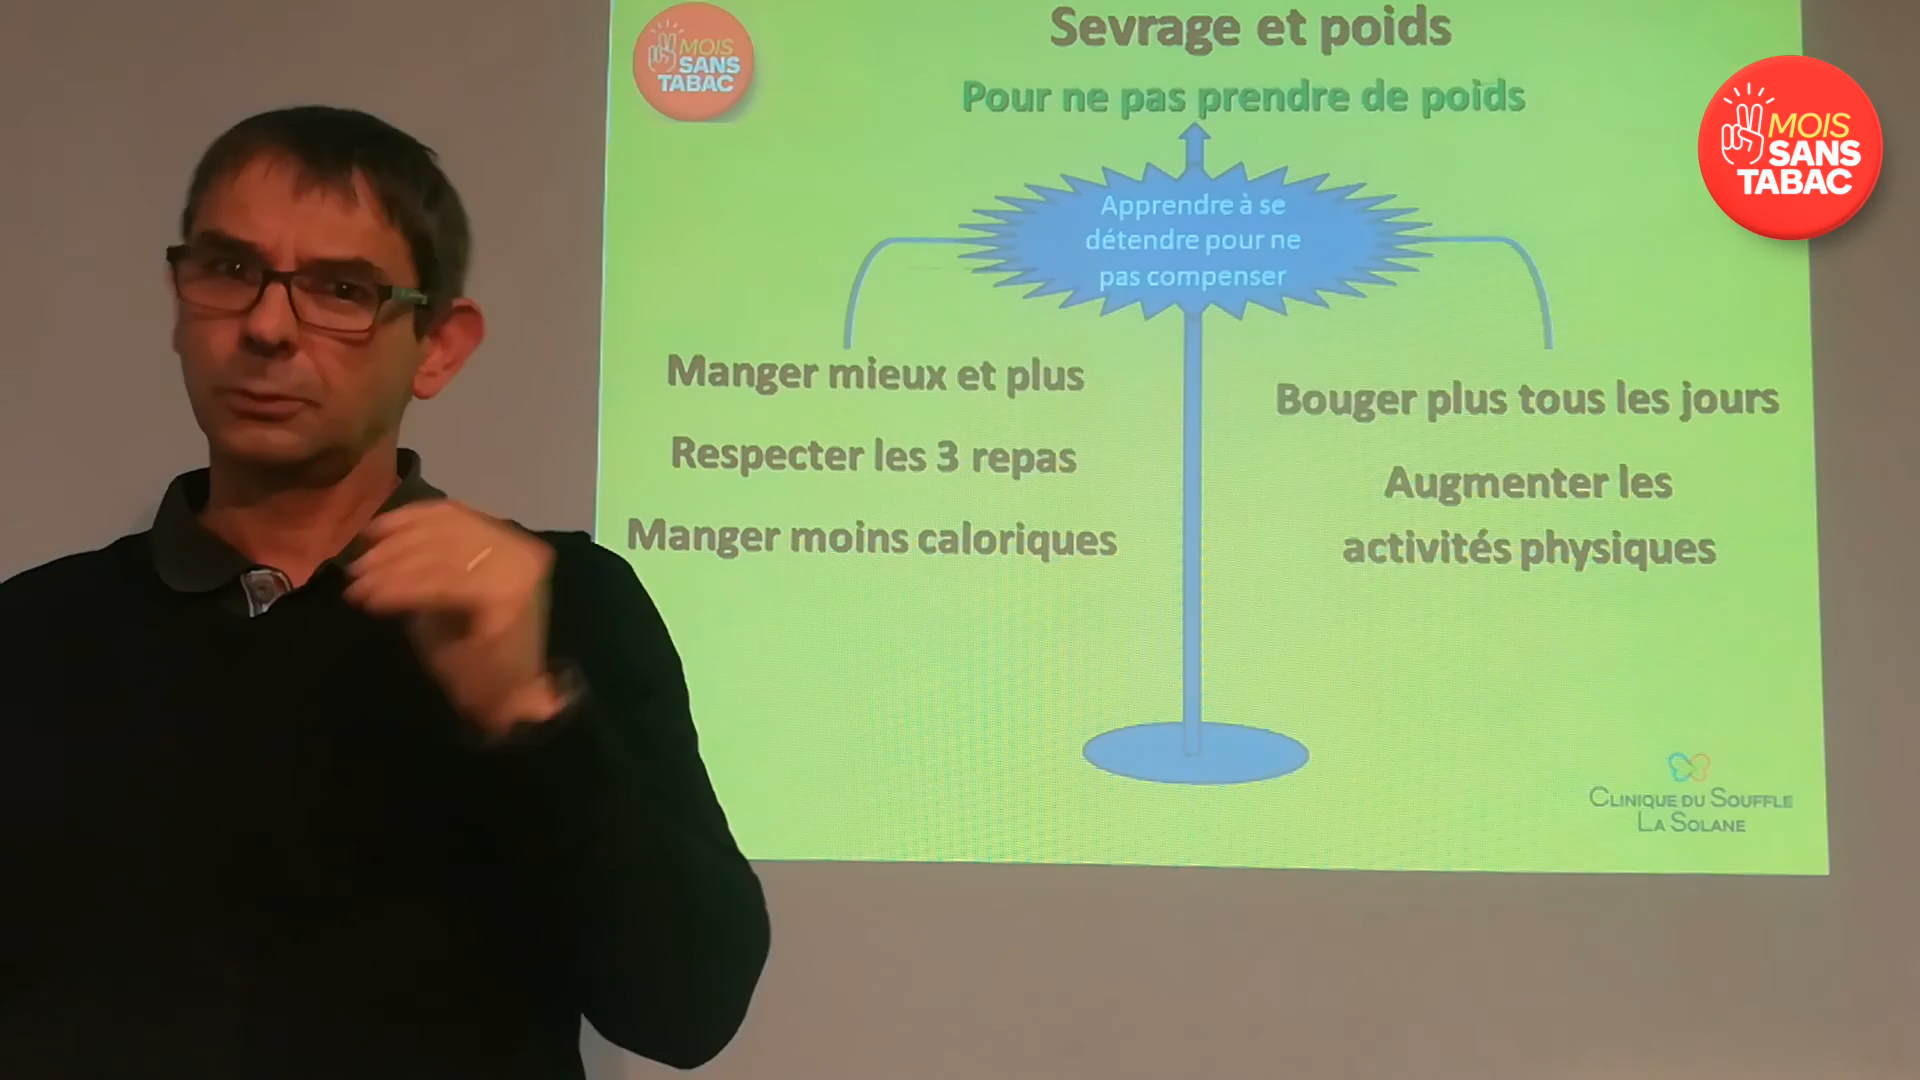 Sevrage et poids
Pour ne pas prendre de poids
MOIS
SANS
TABAC
MOIS
SANS
TABAC
Apprendre à se
détendre pour ne
pas compenser
Manger mieux et plus
Respecter les 3 repas
Manger moins caloriques
Bouger plus tous les jours
Augmenter les
activités physiques
CLINIQUE DU SOUFFLE
LA SOLANE